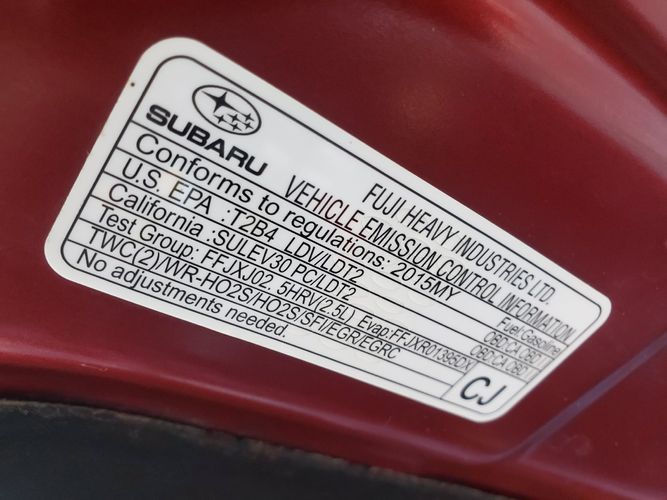 SUBARU
FUJI HEAVY INDUSTRIES LTD.
VEHICLE EMISSION CONTROL INFORMATION
Conforms to regulations: 2015MY Fuel:Gasoline
U.S. EPA :T2B4 LDV/LDT2 OBD:CA OBD
California :SULEV30 PC/LDT2 OBD:CA OBD
Test Group: FFJXJ02. 5HRV(2.5L) Evap:FFJXR01395DX
TWC(2)/WR-HO2S/HO2S/SFI/EGR/EGRC
No adjustments needed.
CJ